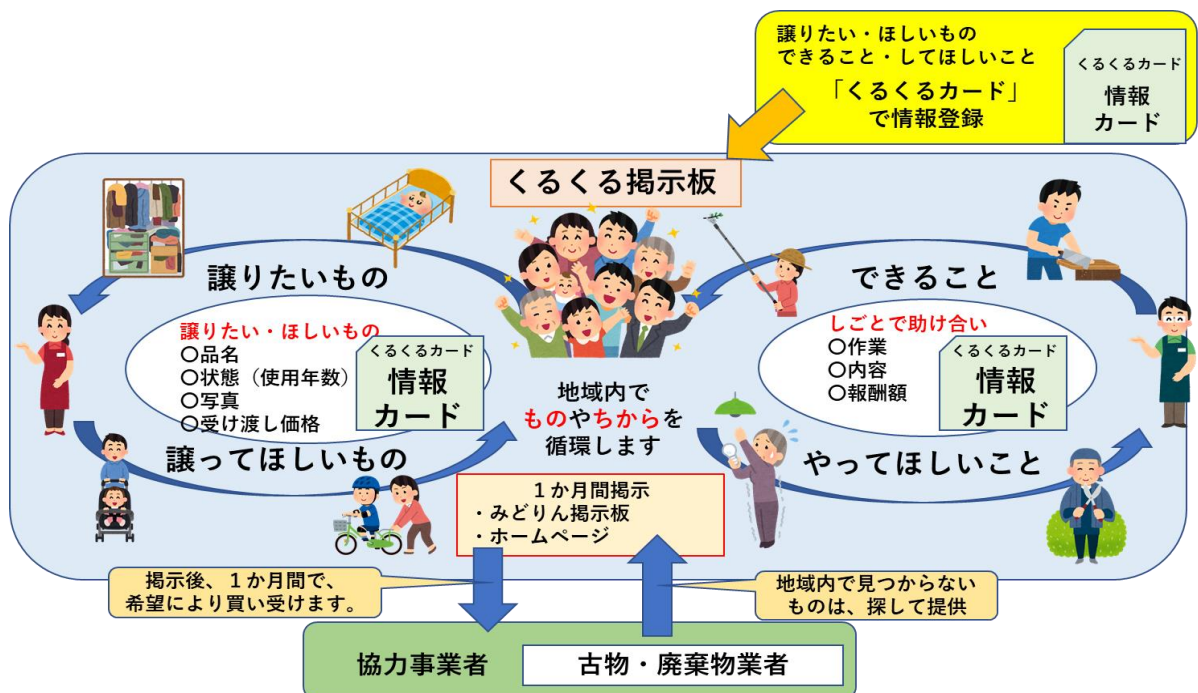 譲りたい・ほしいもの
できること・してほしいこと
「くるくるカード」
で情報登録
くるくるカード
情報
カード
くるくる掲示板
譲りたいもの
譲りたい・ほしいもの
〇品名
〇状態（使用年数）
〇写真
〇受け渡し価格
くるくるカード
情報
カード
譲ってほしいもの
地域内で
ものやちからを
循環します
できること
しごとで助け合い
〇作業
〇内容
〇報酬額
くるくるカード
情報
カード
やってほしいこと
１か月間掲示
・みどりん掲示板
・ホームページ
掲示後、１か月間で、
希望により買い受けます。
地域内で見つからない
ものは、探して提供
協力事業者
古物・廃棄物業者